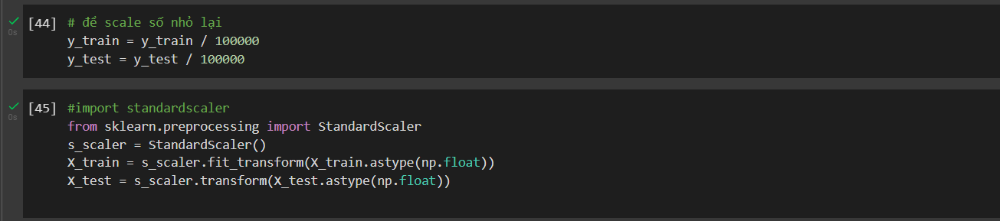 [44] # để scale số nhỏ lại
y_train = y_train / 100000
y_test = y_test / 100000
0s
[45] #import standardscaler
from sklearn.preprocessing import StandardScaler
s_scaler = StandardScaler()
X_train = s_scaler.fit_transform(X_train.astype(np.float))
X_test = s_scaler.transform(X_test.astype(np.float))
0s